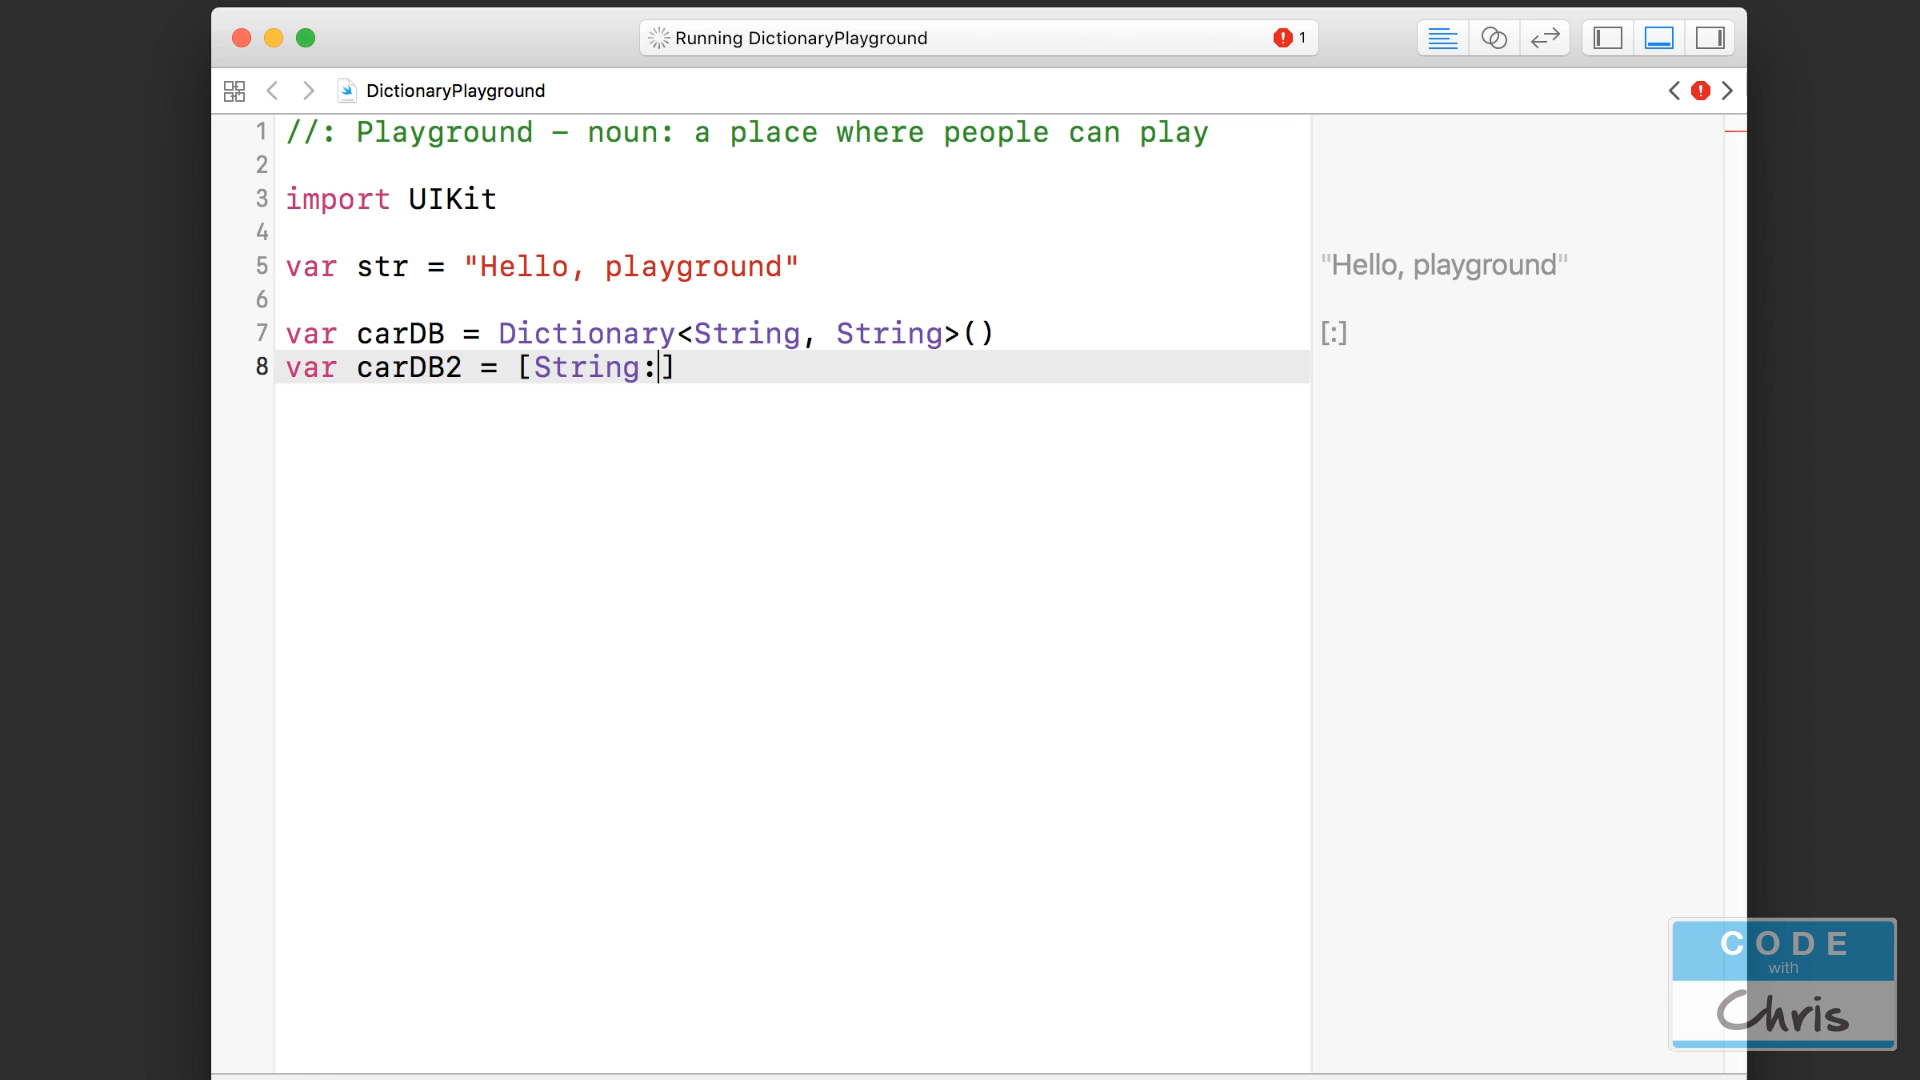 Running DictionaryPlayground
1
DictionaryPlayground
1 //: Playground – noun: a place where people can play
2
3 import UIKit
4
5 var str = "Hello, playground"
"Hello, playground"
6
7 var carDB = Dictionary<String, String>()
[:]
8 var carDB2 = [String:]
CODE
with
Chris